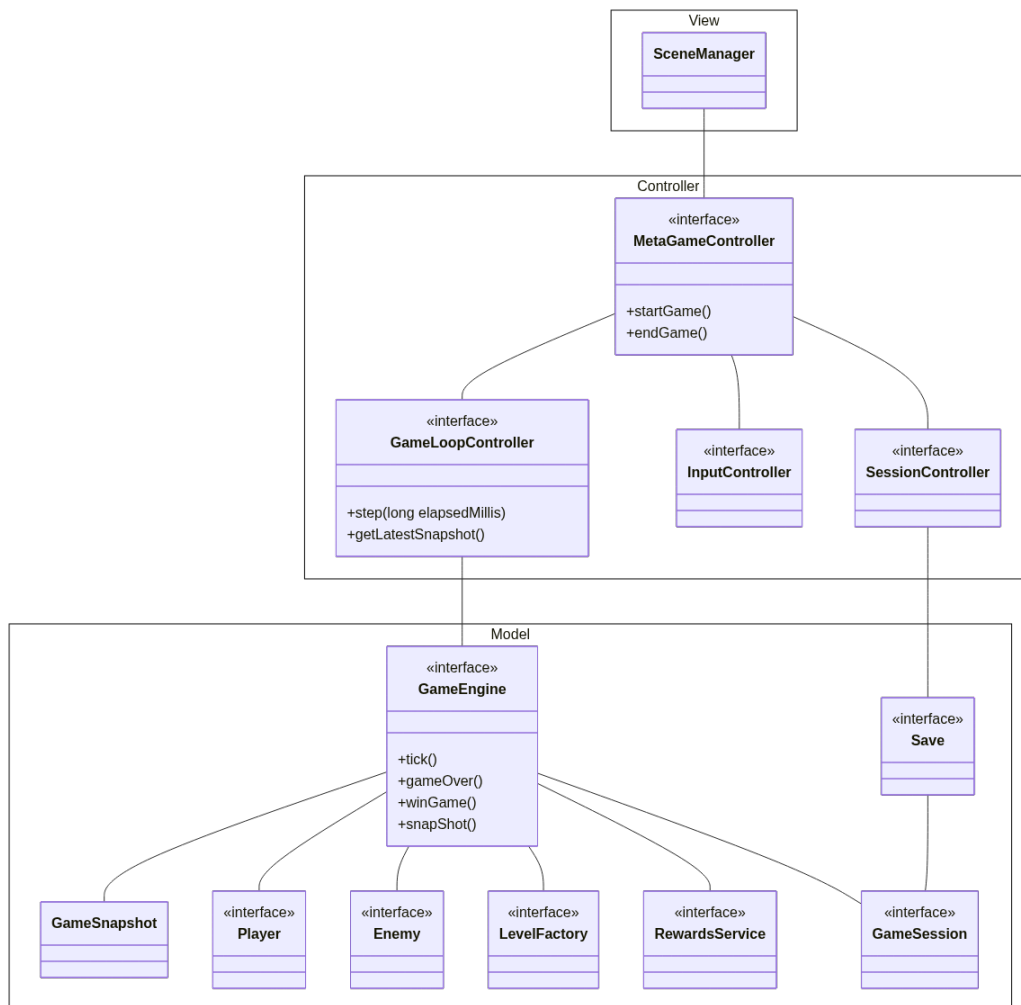 View
SceneManager
Controller
«interface»
MetaGameController
+startGame()
+endGame()
«interface»
GameLoopController
+step(long elapsedMillis)
+getLatestSnapshot()
«interface»
InputController
«interface»
SessionController
Model
«interface»
GameEngine
+tick()
+gameOver()
+winGame()
+snapShot()
«interface»
Save
GameSnapshot
«interface»
Player
«interface»
Enemy
«interface»
LevelFactory
«interface»
RewardsService
«interface»
GameSession